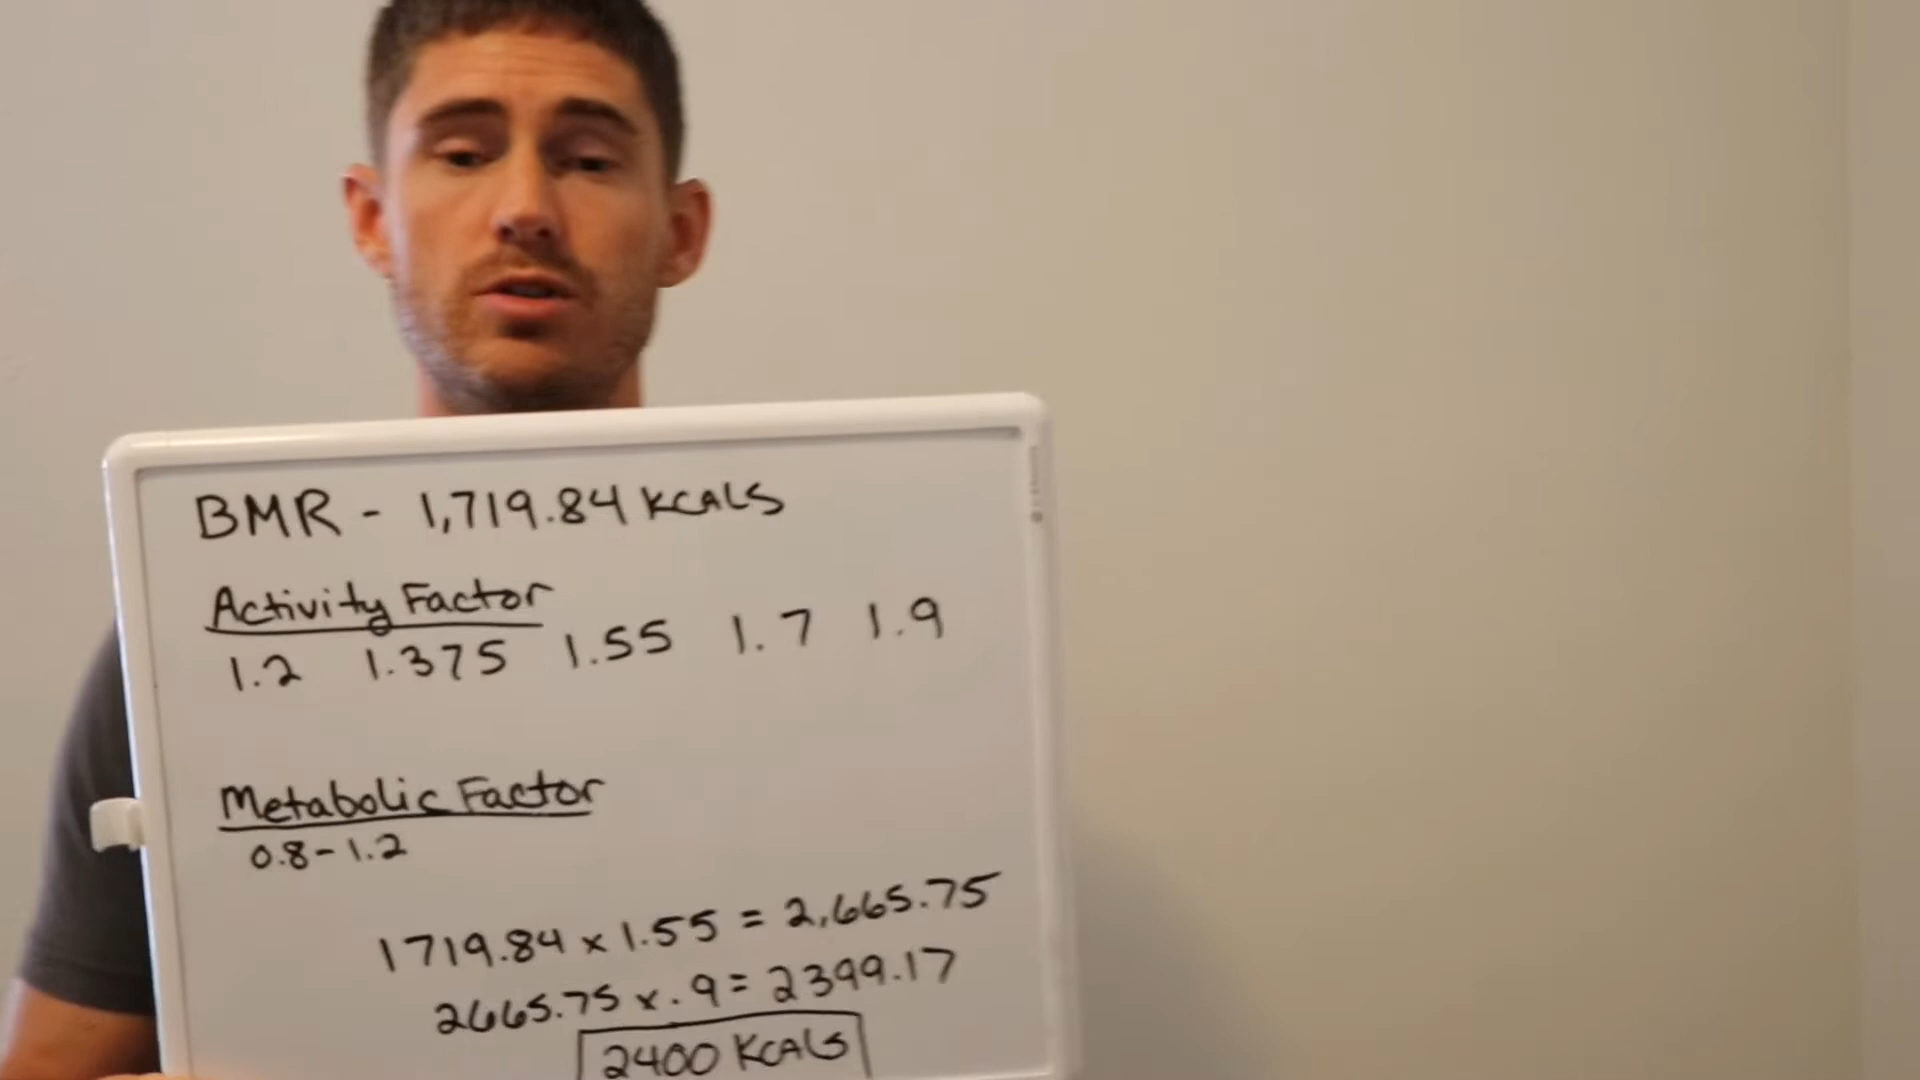 BMR - 1,719.84 KCALS
Activity Factor
1.2 1.375 1.55 1.7 1.9
Metabolic Factor
0.8-1.2
1719.84 x 1.55 = 2,665.75
2665.75 x .9 = 2399.17
2400 KCALS